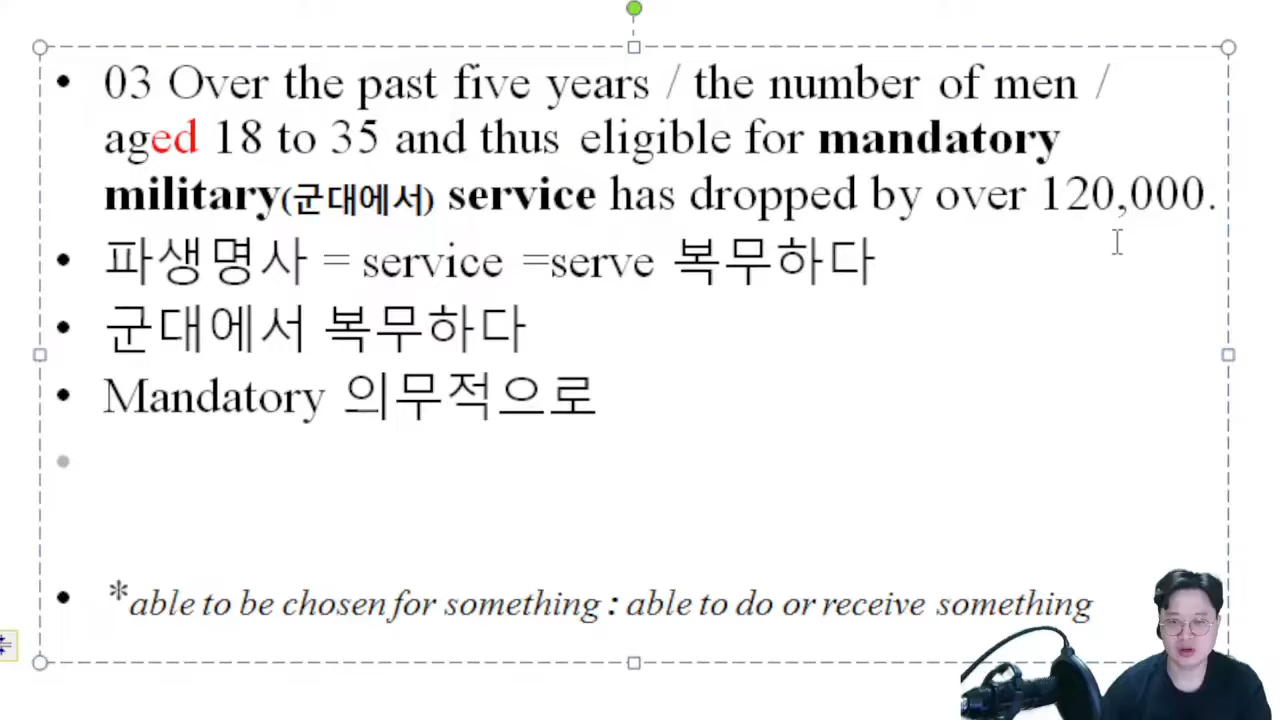 • 03 Over the past five years / the number of men /
aged 18 to 35 and thus eligible for mandatory
military(군대에서) service has dropped by over 120,000.
• 파생명사 = service =serve 복무하다
• 군대에서 복무하다
• Mandatory 의무적으로
•
• *able to be chosen for something : able to do or receive something